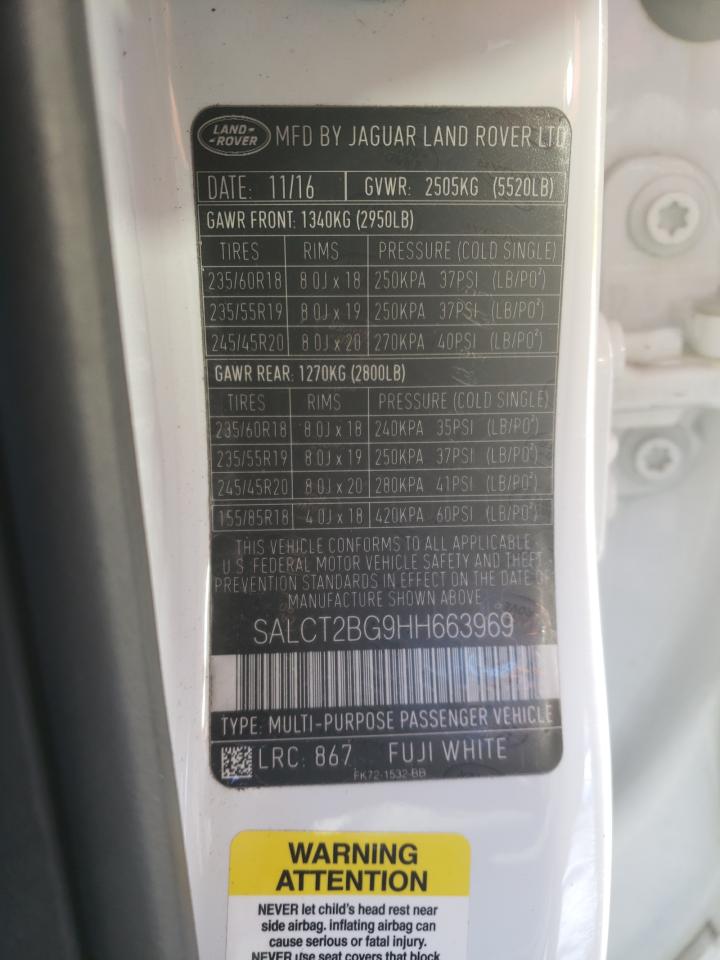 LAND-
-ROVER
MFD BY JAGUAR LAND ROVER LTD
DATE: 11/16 GVWR: 2505KG (5520LB)
GAWR FRONT: 1340KG (2950LB)
TIRES RIMS PRESSURE (COLD SINGLE)
235/60R18 8.0J x 18 250KPA 37PSI (LB/PO²)
235/55R19 8.0J x 19 250KPA 37PSI (LB/PO²)
245/45R20 8.0J x 20 270KPA 40PSI (LB/PO²)
GAWR REAR: 1270KG (2800LB)
TIRES RIMS PRESSURE (COLD SINGLE)
235/60R18 8.0J x 18 240KPA 35PSI (LB/PO²)
235/55R19 8.0J x 19 250KPA 37PSI (LB/PO²)
245/45R20 8.0J x 20 280KPA 41PSI (LB/PO²)
155/85R18 4.0J x 18 420KPA 60PSI (LB/PO²)
THIS VEHICLE CONFORMS TO ALL APPLICABLE
U.S. FEDERAL MOTOR VEHICLE SAFETY AND THEFT
PREVENTION STANDARDS IN EFFECT ON THE DATE OF
MANUFACTURE SHOWN ABOVE
SALCT2BG9HH663969
TYPE: MULTI-PURPOSE PASSENGER VEHICLE
LRC: 867 FUJI WHITE
FK72-1532-BB
WARNING
ATTENTION
NEVER let child's head rest near
side airbag. inflating airbag can
cause serious or fatal injury.
NEVER use seat covers that block